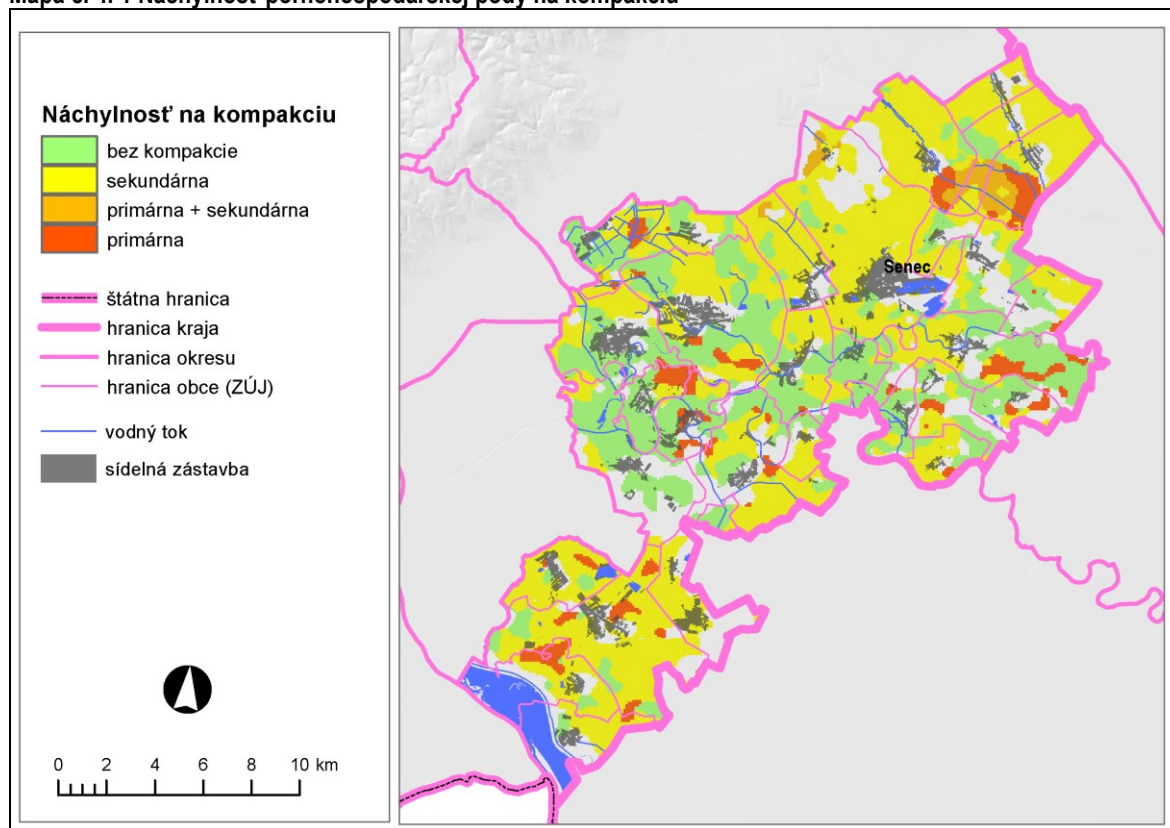 Náchylnosť na kompakciu
bez kompakcie
sekundárna
primárna + sekundárna
primárna
štátna hranica
hranica kraja
hranica okresu
hranica obce (ZÚJ)
vodný tok
sídelná zástavba
0 2 4 6 8 10 km
Senec